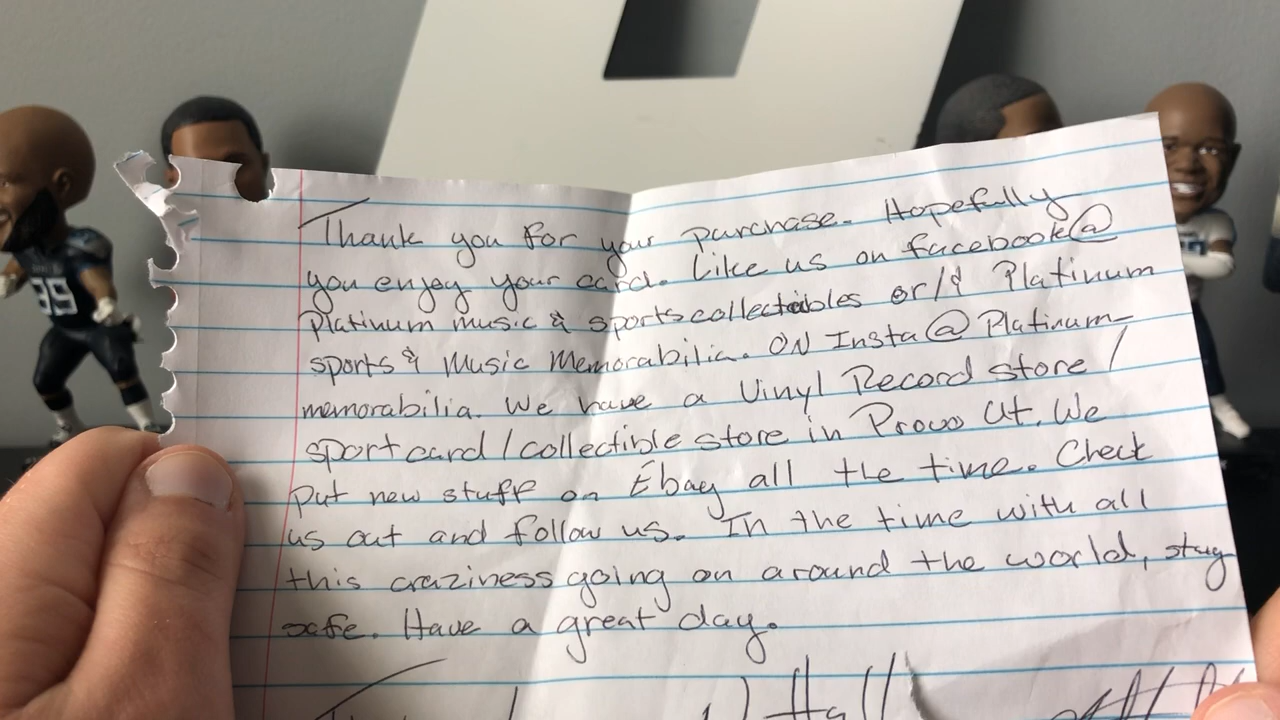 Thank you for your purchase. Hopefully
you enjoy your card. Like us on facebook@
platinum music & sports collectibles or/& Platinum
sports & Music Memorabilia. ON Insta@Platinum-
memorabilia. We have a Vinyl Record store /
sport card / collectible store in Provo Ut. We
put new stuff on Ebay all the time. Check
us out and follow us. In the time with all
this craziness going on around the world, stay
safe. Have a great day.
99